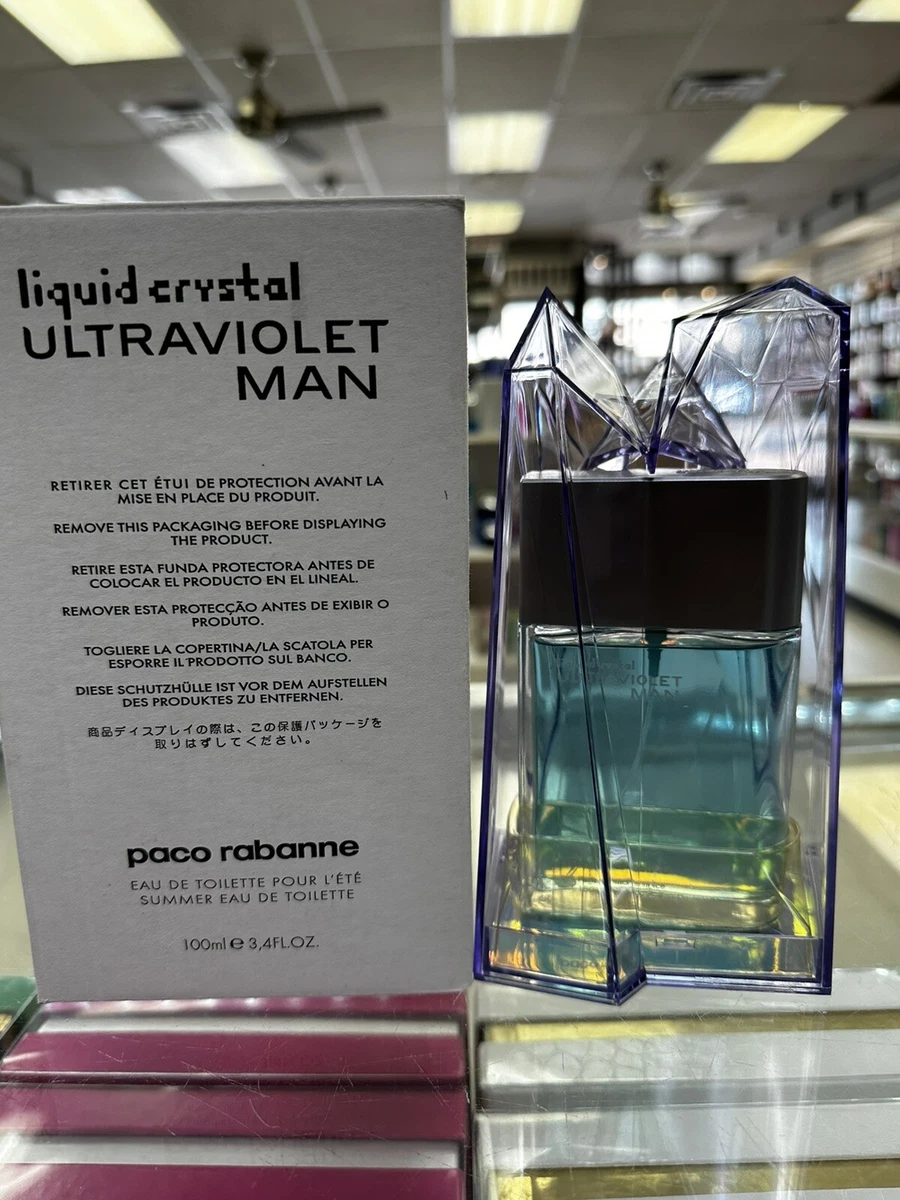 liquid crystal
ULTRAVIOLET
MAN
RETIRER CET ÉTUI DE PROTECTION AVANT LA
MISE EN PLACE DU PRODUIT.
REMOVE THIS PACKAGING BEFORE DISPLAYING
THE PRODUCT.
RETIRE ESTA FUNDA PROTECTORA ANTES DE
COLOCAR EL PRODUCTO EN EL LINEAL.
REMOVER ESTA PROTECÇÃO ANTES DE EXIBIR O
PRODUTO.
TOGLIERE LA COPERTINA/LA SCATOLA PER
ESPORRE IL PRODOTTO SUL BANCO.
DIESE SCHUTZHÜLLE IST VOR DEM AUFSTELLEN
DES PRODUKTES ZU ENTFERNEN.
商品ディスプレイの際は、この保護パッケージを
取りはずしてください。
paco rabanne
EAU DE TOILETTE POUR L'ÉTÉ
SUMMER EAU DE TOILETTE
100ml e 3,4FL.OZ.
ULTRAVIOLET
MAN